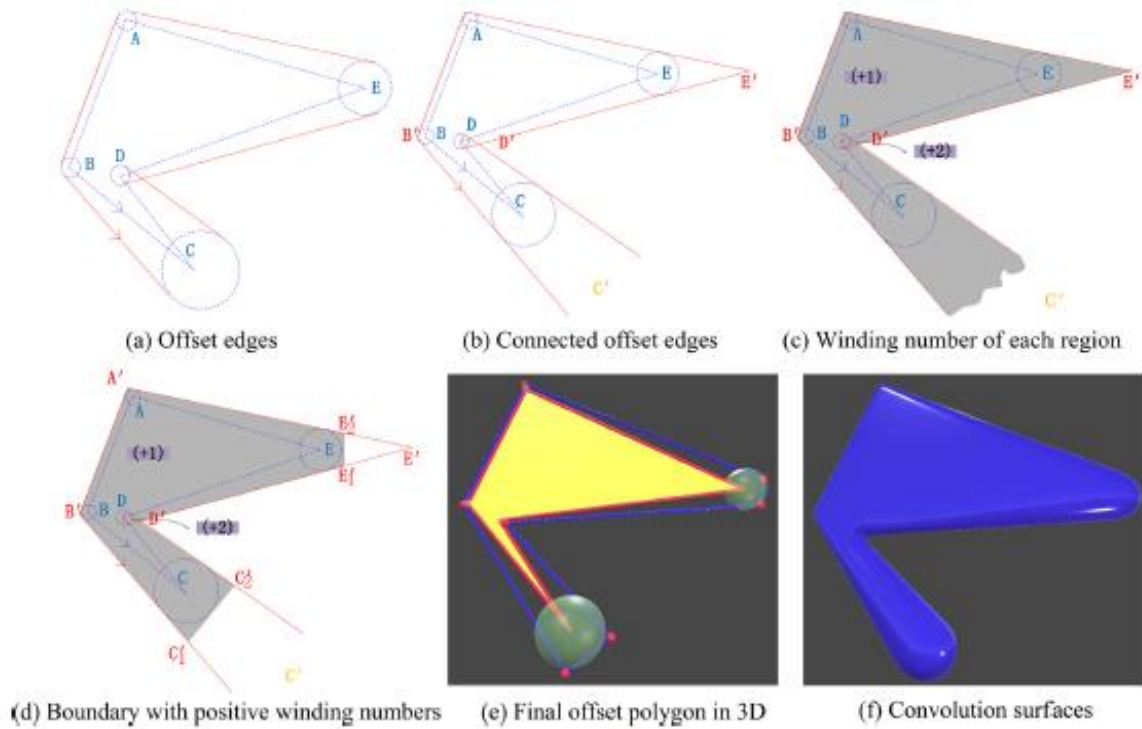 A
E
B
D
C
(a) Offset edges
A
E
E'
B' B
D
D'
C
C'
(b) Connected offset edges
A
(+1)
E
E'
B' B
D
D'
(+2)
C
C'
(c) Winding number of each region
A'
A
(+1)
E
E'
B' B
D
D'
(+2)
C
C'
(d) Boundary with positive winding numbers
(e) Final offset polygon in 3D
(f) Convolution surfaces